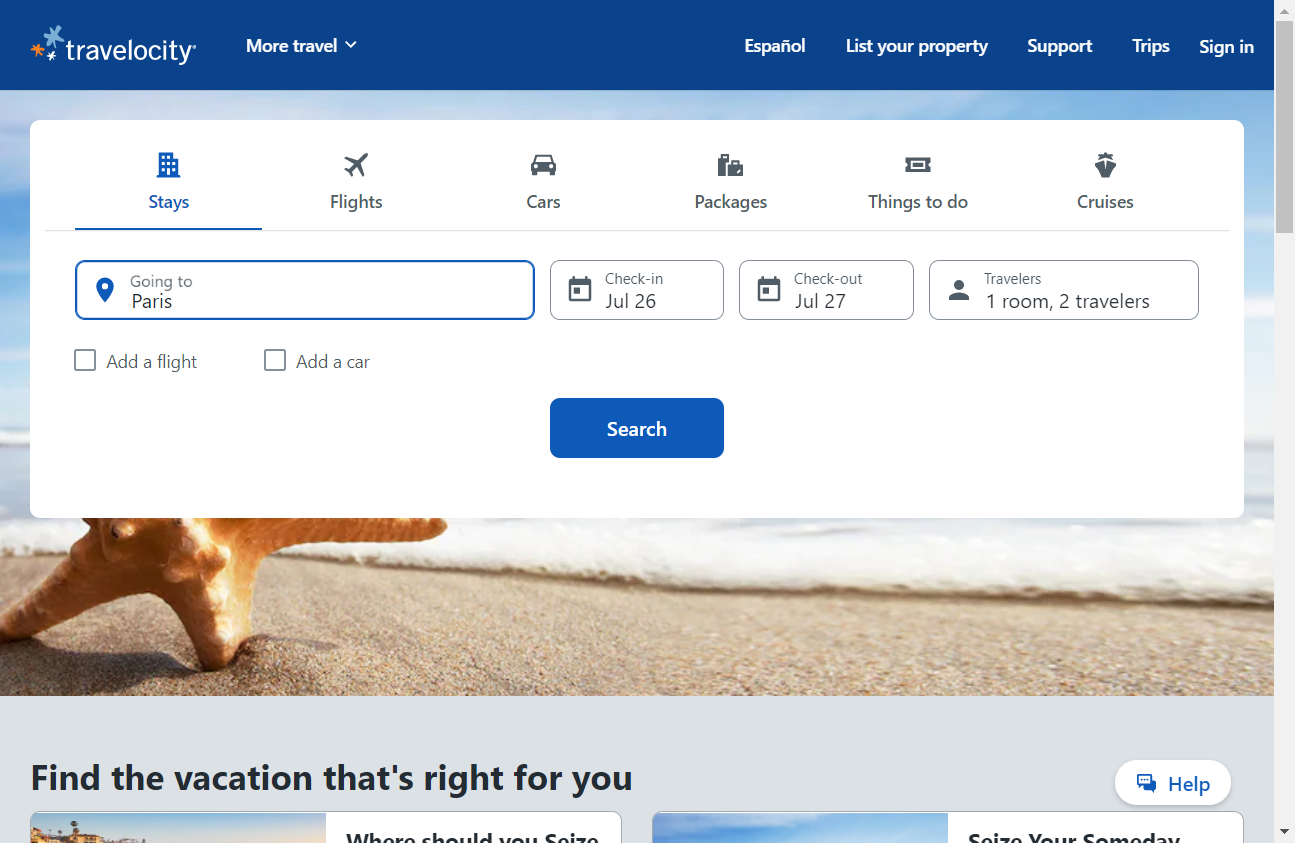 travelocity
More travel
Español
List your property
Support
Trips
Sign in
Stays
Flights
Cars
Packages
Things to do
Cruises
Going to
Paris
Check-in
Jul 26
Check-out
Jul 27
Travelers
1 room, 2 travelers
Add a flight
Add a car
Search
Find the vacation that's right for you
Help
Where should you Seize
Seize Your Someday